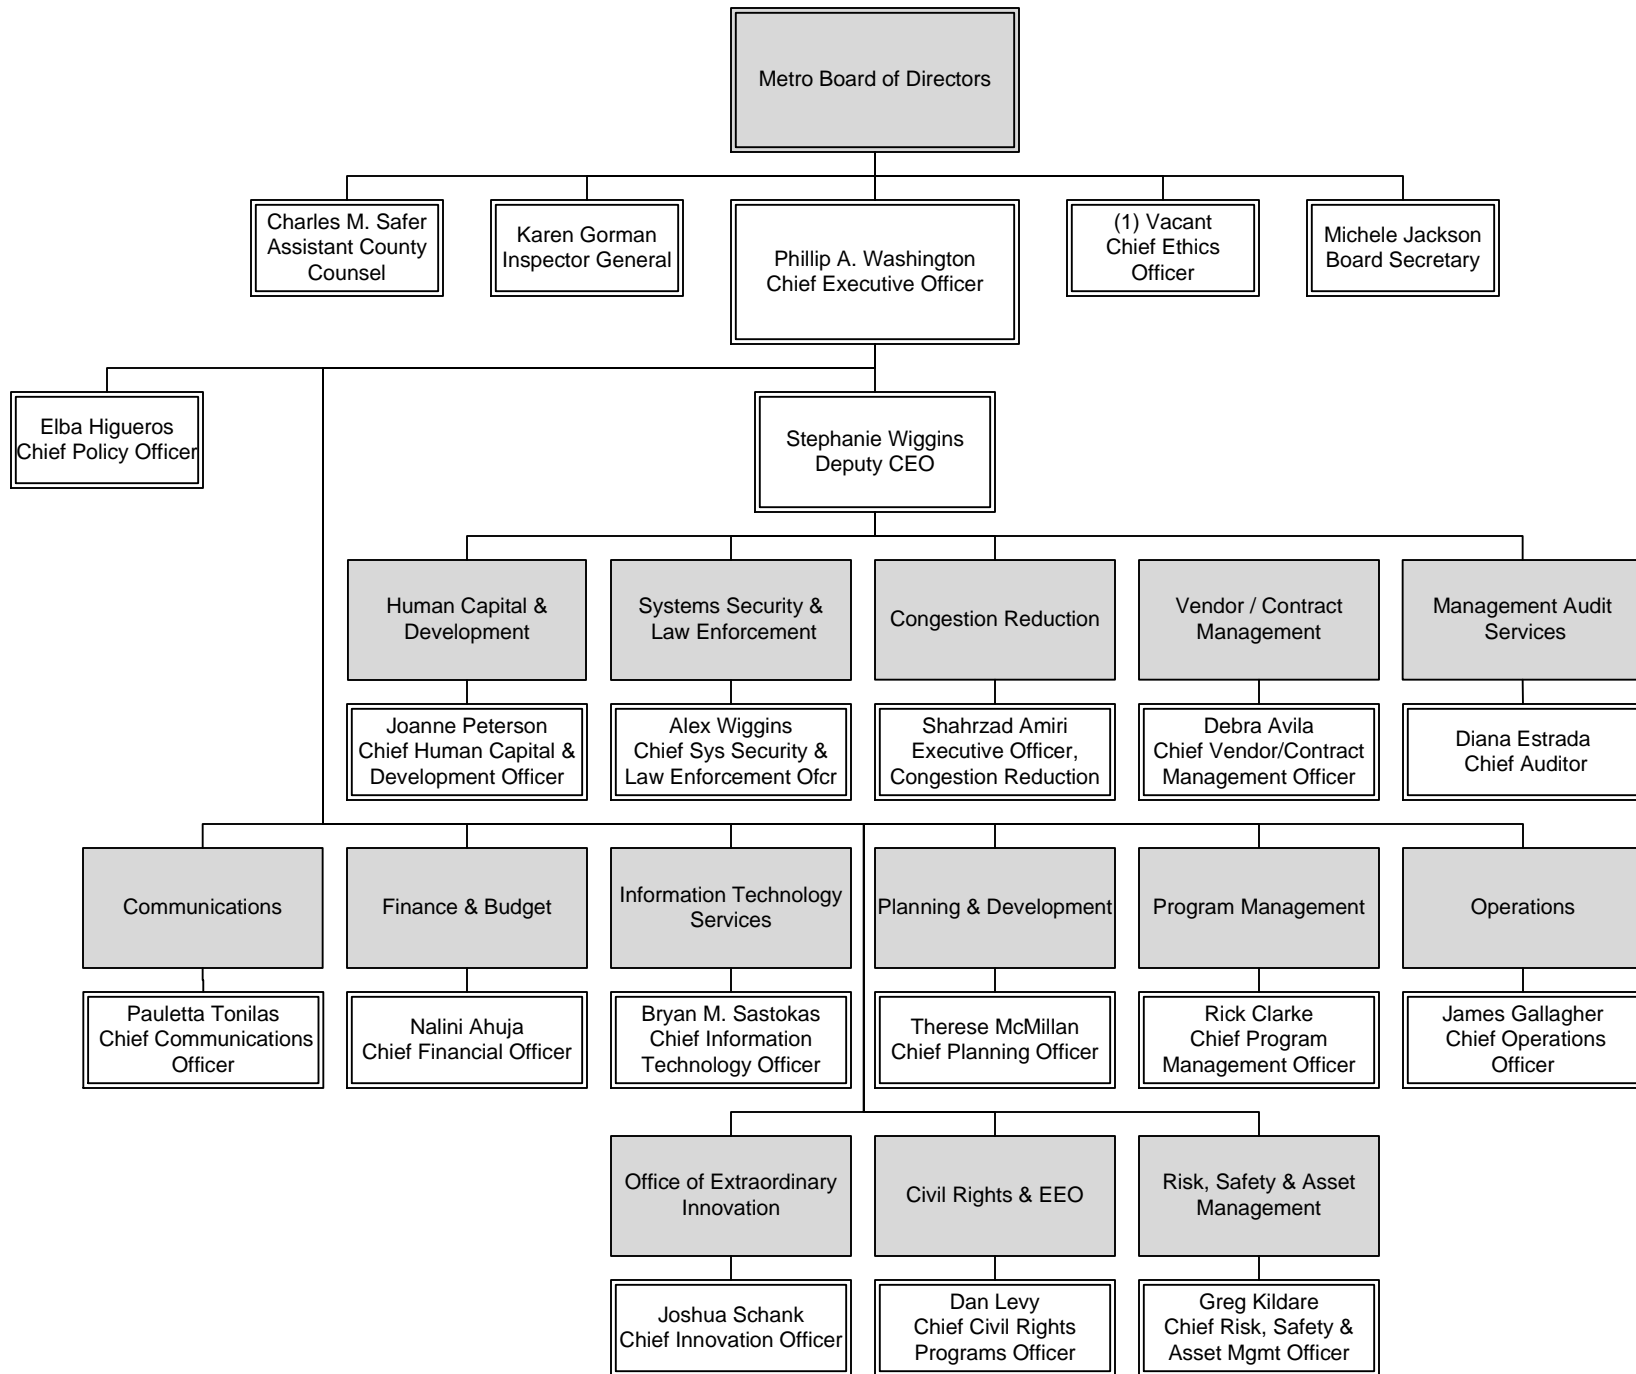 Metro Board of Directors
Charles M. Safer
Assistant County
Counsel
Karen Gorman
Inspector General
Phillip A. Washington
Chief Executive Officer
(1) Vacant
Chief Ethics
Officer
Michele Jackson
Board Secretary
Elba Higueros
Chief Policy Officer
Stephanie Wiggins
Deputy CEO
Human Capital &
Development
Systems Security &
Law Enforcement
Congestion Reduction
Vendor / Contract
Management
Management Audit
Services
Joanne Peterson
Chief Human Capital &
Development Officer
Alex Wiggins
Chief Sys Security &
Law Enforcement Ofcr
Shahrzad Amiri
Executive Officer,
Congestion Reduction
Debra Avila
Chief Vendor/Contract
Management Officer
Diana Estrada
Chief Auditor
Communications
Finance & Budget
Information Technology
Services
Planning & Development
Program Management
Operations
Pauletta Tonilas
Chief Communications
Officer
Nalini Ahuja
Chief Financial Officer
Bryan M. Sastokas
Chief Information
Technology Officer
Therese McMillan
Chief Planning Officer
Rick Clarke
Chief Program
Management Officer
James Gallagher
Chief Operations
Officer
Office of Extraordinary
Innovation
Civil Rights & EEO
Risk, Safety & Asset
Management
Joshua Schank
Chief Innovation Officer
Dan Levy
Chief Civil Rights
Programs Officer
Greg Kildare
Chief Risk, Safety &
Asset Mgmt Officer